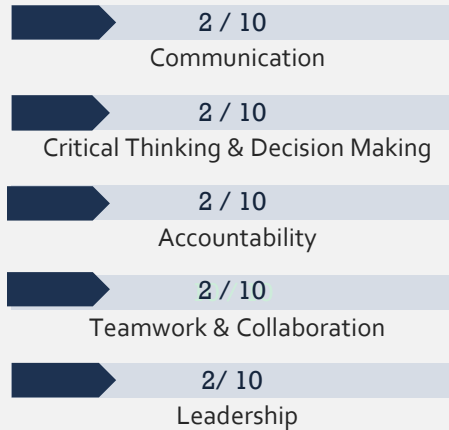 2 / 10
Communication
2 / 10
Critical Thinking & Decision Making
2 / 10
Accountability
2 / 10
Teamwork & Collaboration
2/ 10
Leadership